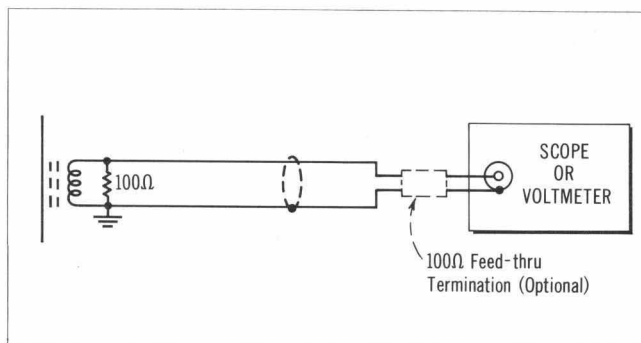 100Ω
SCOPE
OR
VOLTMETER
100Ω Feed-thru
Termination (Optional)